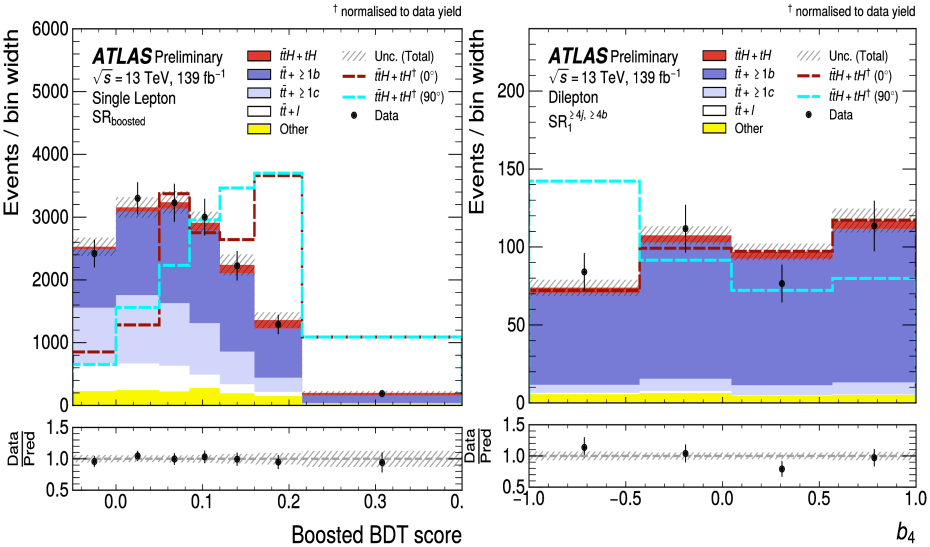 † normalised to data yield
Events / bin width
6000
5000
4000
3000
2000
1000
0
ATLAS Preliminary
√s = 13 TeV, 139 fb⁻¹
Single Lepton
SR_boosted
tt̄H + tH
tt̄ + ≥1b
tt̄ + ≥1c
tt̄ + l
Other
Unc. (Total)
tt̄H + tH† (0°)
tt̄H + tH† (90°)
Data
Data
Pred
1.5
1.0
0.5
0.0
0.1
0.2
0.3
0.
Boosted BDT score
† normalised to data yield
Events / bin width
200
150
100
50
0
ATLAS Preliminary
√s = 13 TeV, 139 fb⁻¹
Dilepton
SR₁^≥4j, ≥4b
tt̄H + tH
tt̄ + ≥1b
tt̄ + ≥1c
tt̄ + l
Other
Unc. (Total)
tt̄H + tH† (0°)
tt̄H + tH† (90°)
Data
Data
Pred
1.5
1.0
0.5
−1.0
−0.5
0.0
0.5
1.0
b₄